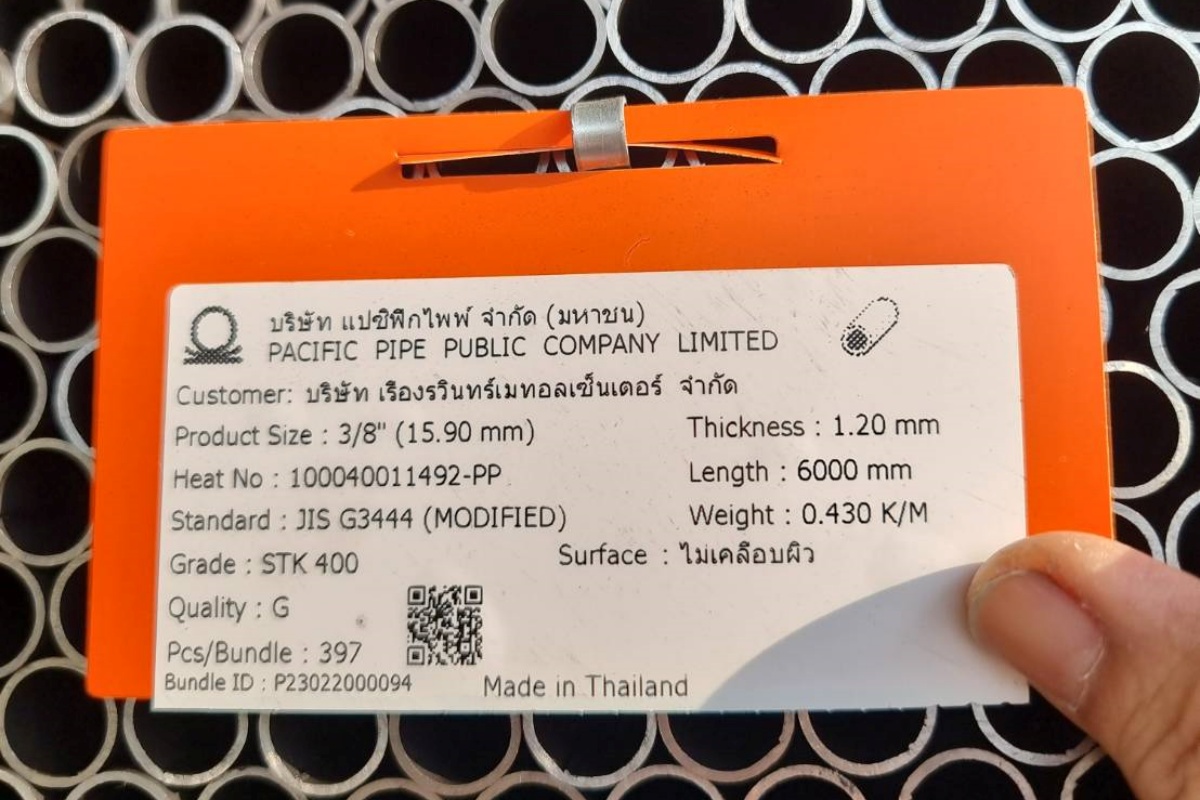 บริษัท แปซิฟิกไพพ์ จำกัด (มหาชน)
PACIFIC PIPE PUBLIC COMPANY LIMITED
Customer: บริษัท เรืองรวินทร์เมทอลเซ็นเตอร์ จำกัด
Product Size : 3/8" (15.90 mm) Thickness : 1.20 mm
Heat No : 100040011492-PP Length : 6000 mm
Standard : JIS G3444 (MODIFIED) Weight : 0.430 K/M
Grade : STK 400 Surface : ไม่เคลือบผิว
Quality : G
Pcs/Bundle : 397
Bundle ID : P23022000094 Made in Thailand